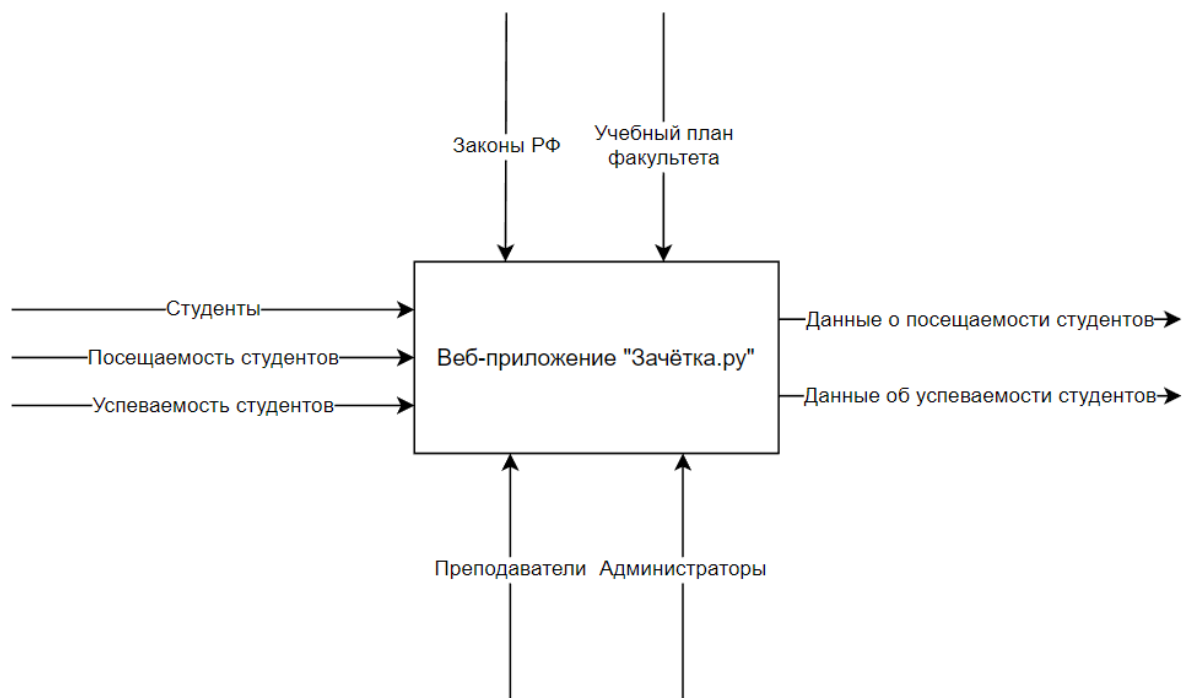 Законы РФ
Учебный план
факультета
Студенты
Посещаемость студентов
Успеваемость студентов
Веб-приложение "Зачётка.ру"
Данные о посещаемости студентов
Данные об успеваемости студентов
Преподаватели
Администраторы